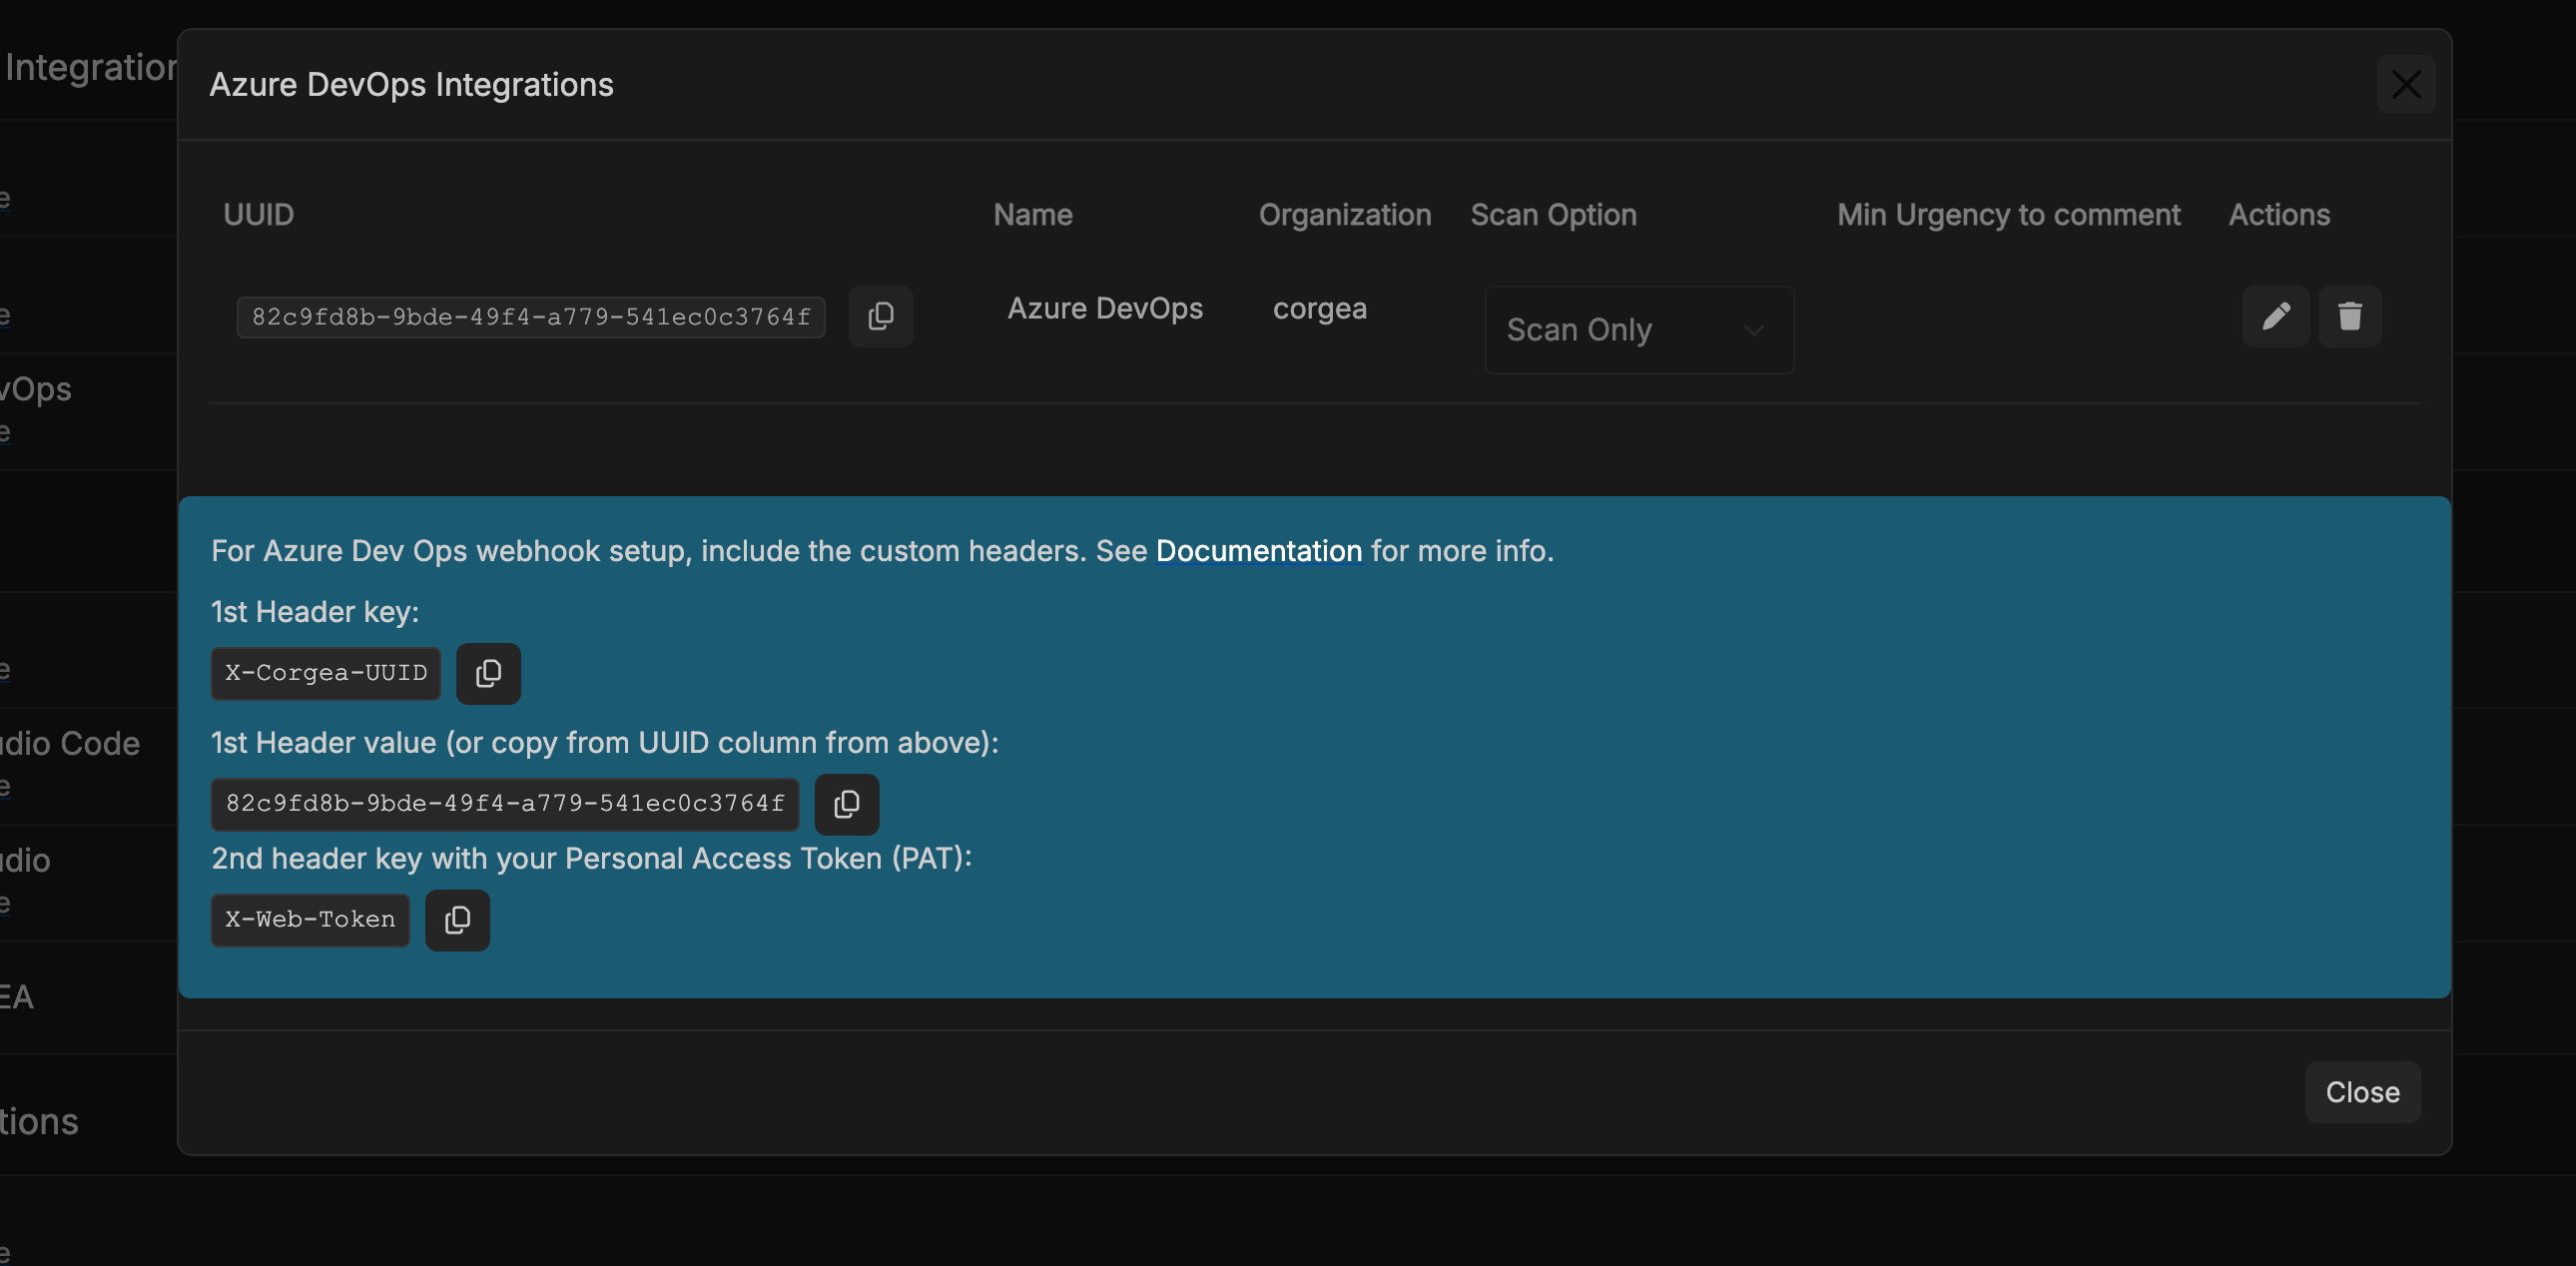 Integration
Azure DevOps Integrations
UUID Name Organization Scan Option Min Urgency to comment Actions
82c9fd8b-9bde-49f4-a779-541ec0c3764f Azure DevOps corgea Scan Only
vOps
For Azure Dev Ops webhook setup, include the custom headers. See Documentation for more info.
1st Header key:
X-Corgea-UUID
1st Header value (or copy from UUID column from above):
dio Code
82c9fd8b-9bde-49f4-a779-541ec0c3764f
2nd header key with your Personal Access Token (PAT):
dio
X-Web-Token
EA
Close
tions